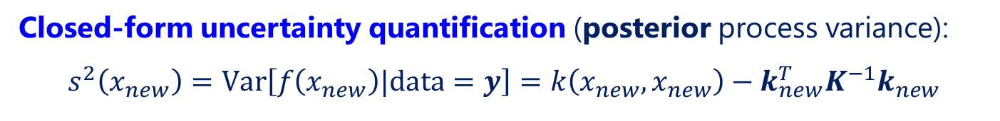 Closed-form uncertainty quantification (posterior process variance):
s²(x_new) = Var[f(x_new)|data = y] = k(x_new, x_new) − k_new^T K⁻¹ k_new